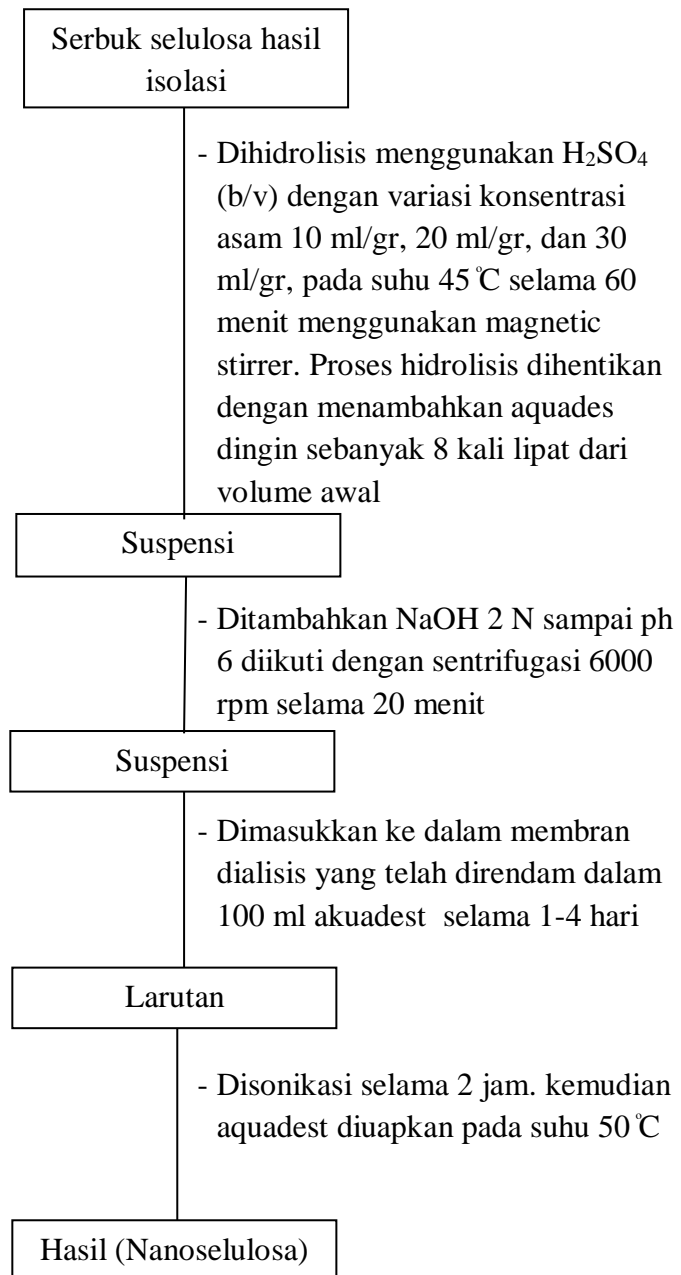 Serbuk selulosa hasil
isolasi
- Dihidrolisis menggunakan H₂SO₄
(b/v) dengan variasi konsentrasi
asam 10 ml/gr, 20 ml/gr, dan 30
ml/gr, pada suhu 45 ℃ selama 60
menit menggunakan magnetic
stirrer. Proses hidrolisis dihentikan
dengan menambahkan aquades
dingin sebanyak 8 kali lipat dari
volume awal
Suspensi
- Ditambahkan NaOH 2 N sampai ph
6 diikuti dengan sentrifugasi 6000
rpm selama 20 menit
Suspensi
- Dimasukkan ke dalam membran
dialisis yang telah direndam dalam
100 ml akuadest selama 1-4 hari
Larutan
- Disonikasi selama 2 jam. kemudian
aquadest diuapkan pada suhu 50 ℃
Hasil (Nanoselulosa)